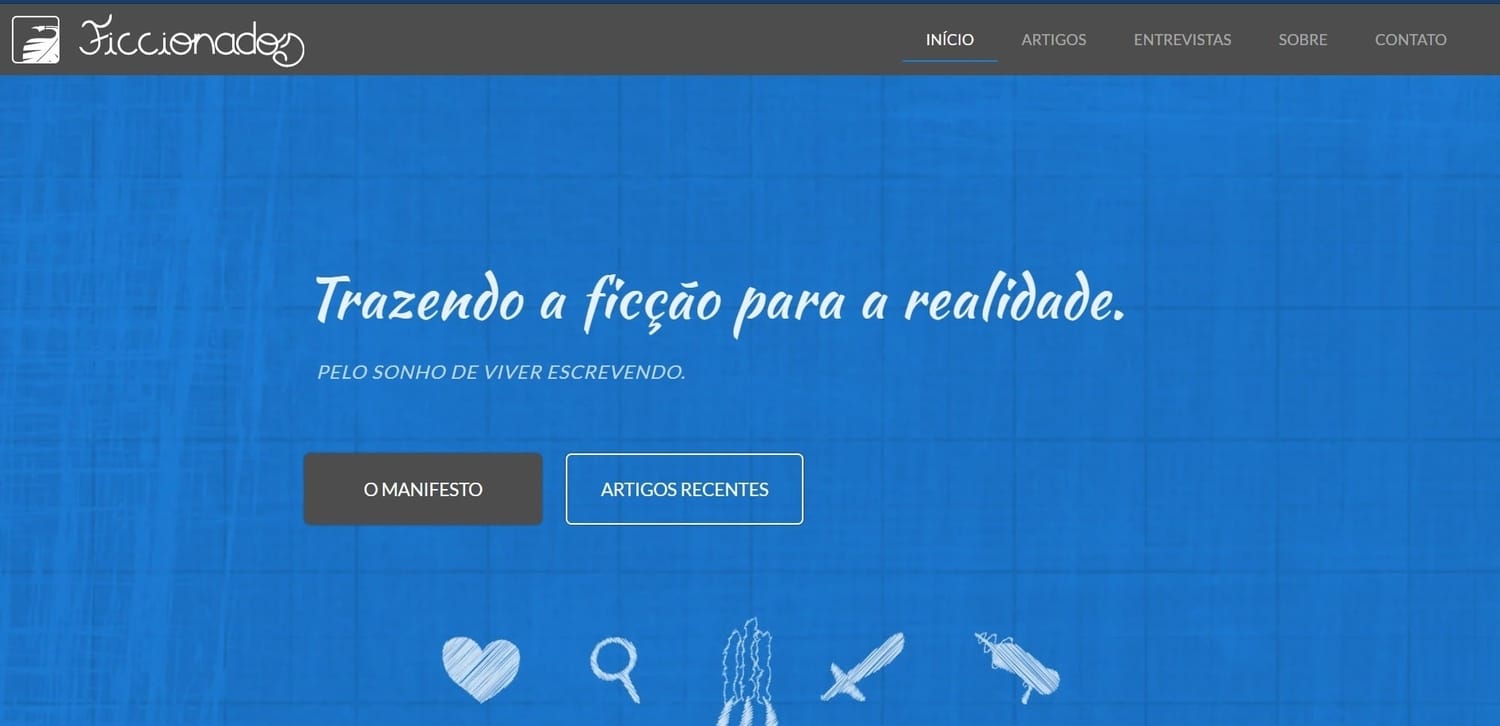 Ficcionados
INÍCIO ARTIGOS ENTREVISTAS SOBRE CONTATO
Trazendo a ficção para a realidade.
PELO SONHO DE VIVER ESCREVENDO.
O MANIFESTO ARTIGOS RECENTES